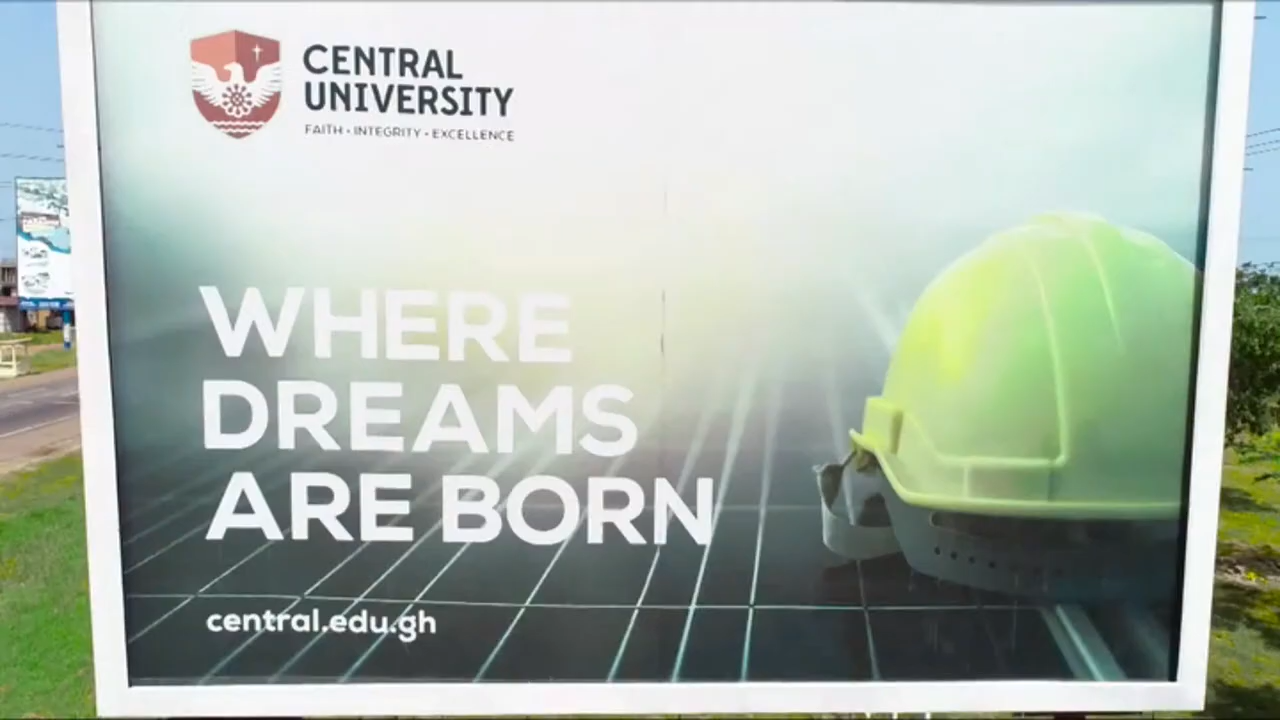 CENTRAL
UNIVERSITY
FAITH • INTEGRITY • EXCELLENCE
WHERE
DREAMS
ARE BORN
central.edu.gh